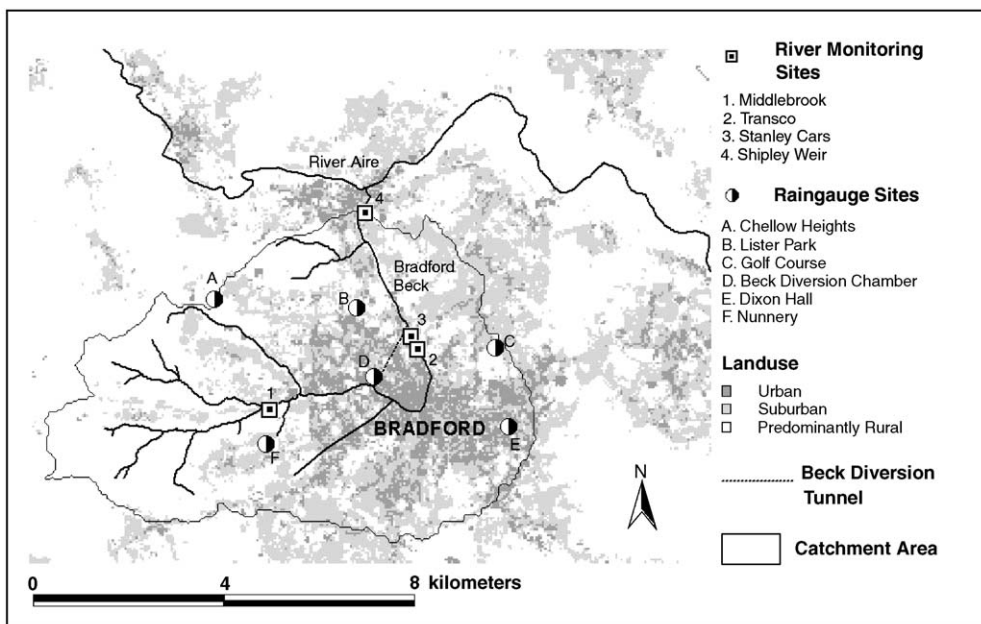 River Aire
4
A
Bradford
Beck
B
3
2
C
D
1
BRADFORD
E
F
N
0 4 8 kilometers
River Monitoring
Sites
1. Middlebrook
2. Transco
3. Stanley Cars
4. Shipley Weir
Raingauge Sites
A. Chellow Heights
B. Lister Park
C. Golf Course
D. Beck Diversion Chamber
E. Dixon Hall
F. Nunnery
Landuse
Urban
Suburban
Predominantly Rural
Beck Diversion
Tunnel
Catchment Area